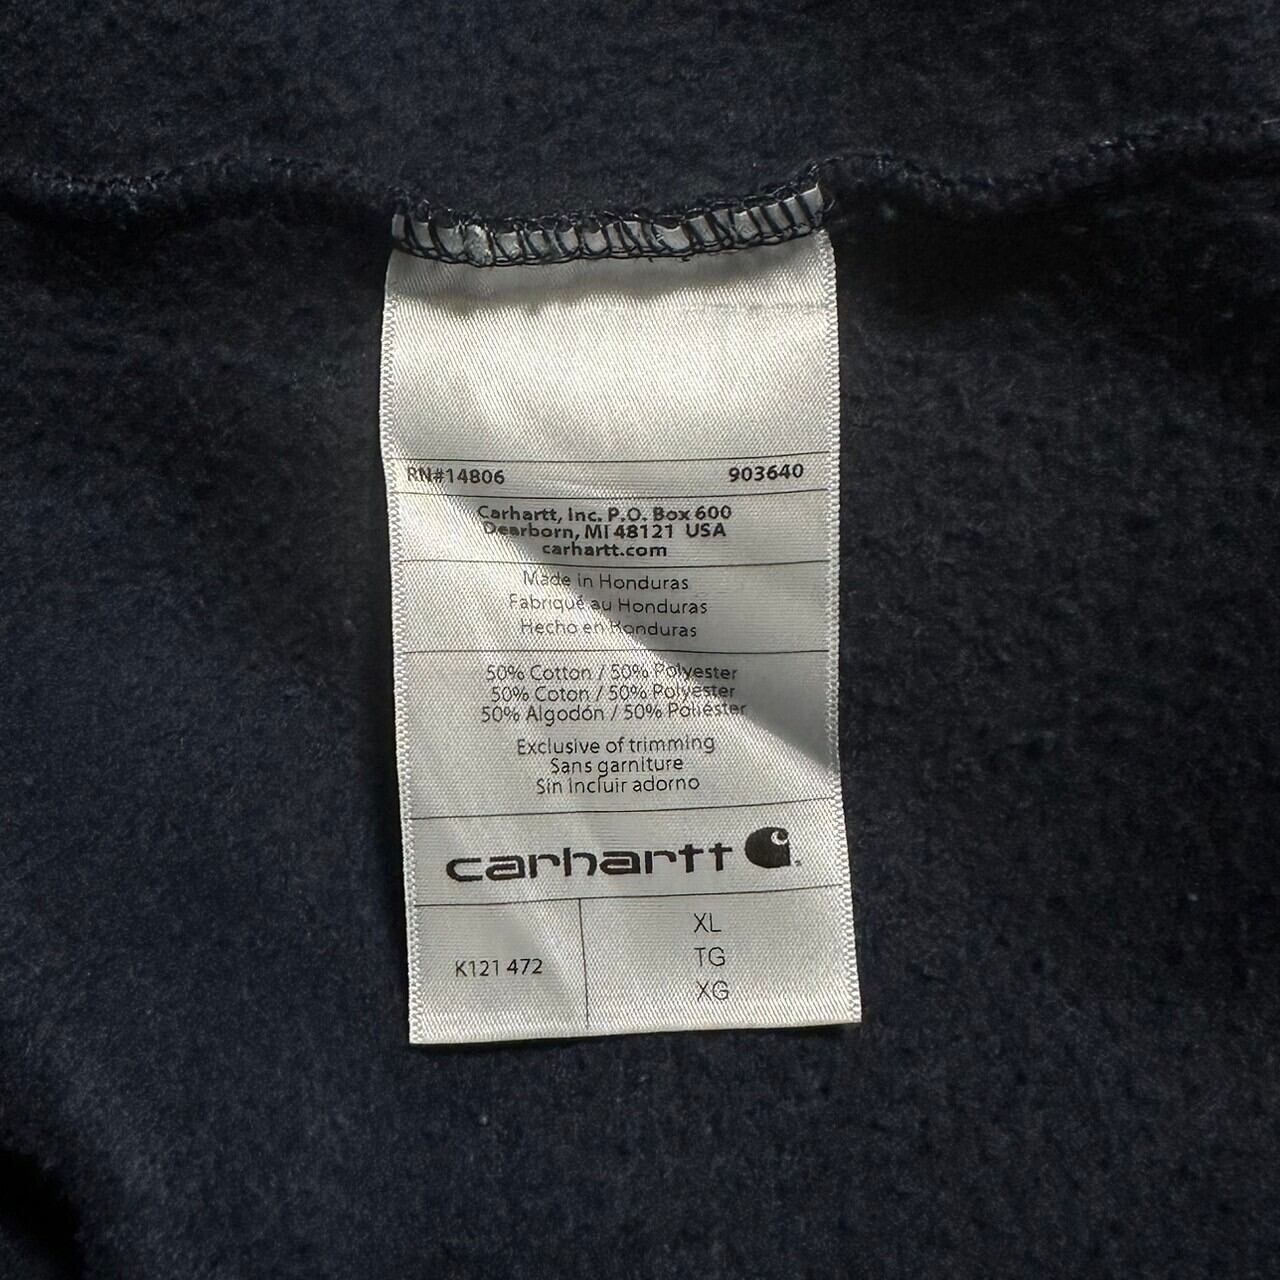 RN#14806 903640
Carhartt, Inc. P.O. Box 600
Dearborn, MI 48121 USA
carhartt.com
Made in Honduras
Fabriqué au Honduras
Hecho en Honduras
50% Cotton / 50% Polyester
50% Coton / 50% Polyester
50% Algodón / 50% Poliéster
Exclusive of trimming
Sans garniture
Sin incluir adorno
carhartt
K121 472
XL
TG
XG